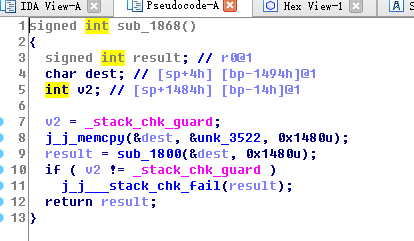 IDA View-A
Pseudocode-A
Hex View-1
1 signed int sub_1868()
2 {
3 signed int result; // r0@1
4 char dest; // [sp+4h] [bp-1494h]@1
5 int v2; // [sp+1484h] [bp-14h]@1
6
7 v2 = _stack_chk_guard;
8 j_j_memcpy(&dest, &unk_3522, 0x1480u);
9 result = sub_1800(&dest, 0x1480u);
10 if ( v2 != _stack_chk_guard )
11 j_j___stack_chk_fail(result);
12 return result;
13 }